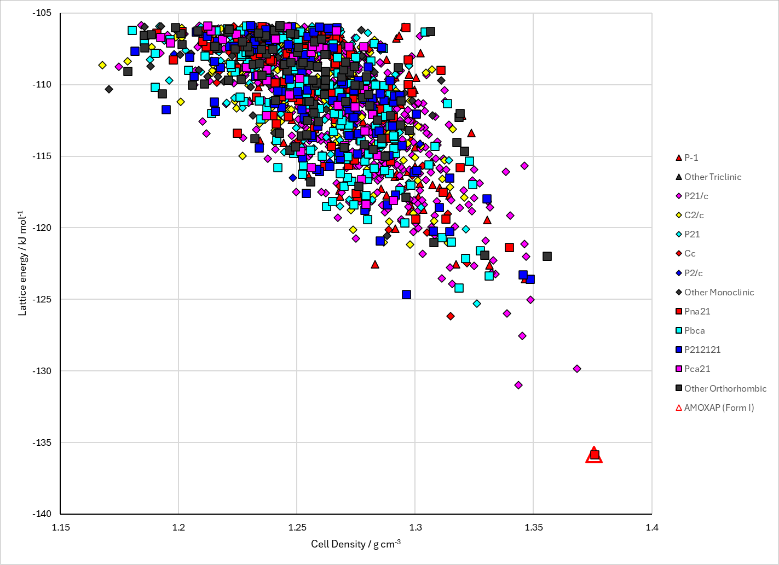 -105
-110
-115
-120
-125
-130
-135
-140
Lattice energy / kJ mol⁻¹
1.15 1.2 1.25 1.3 1.35 1.4
Cell Density / g cm⁻³
P-1
Other Triclinic
P21/c
C2/c
P21
Cc
P2/c
Other Monoclinic
Pna21
Pbca
P212121
Pca21
Other Orthorhombic
AMOXAP (Form I)